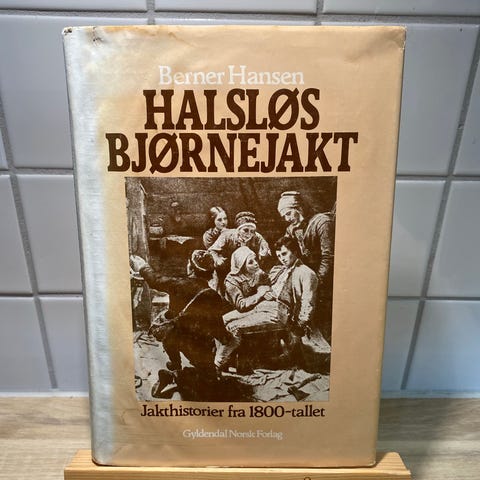 Berner Hansen
HALSLØS
BJØRNEJAKT
Jakthistorier fra 1800-tallet
Gyldendal Norsk Forlag